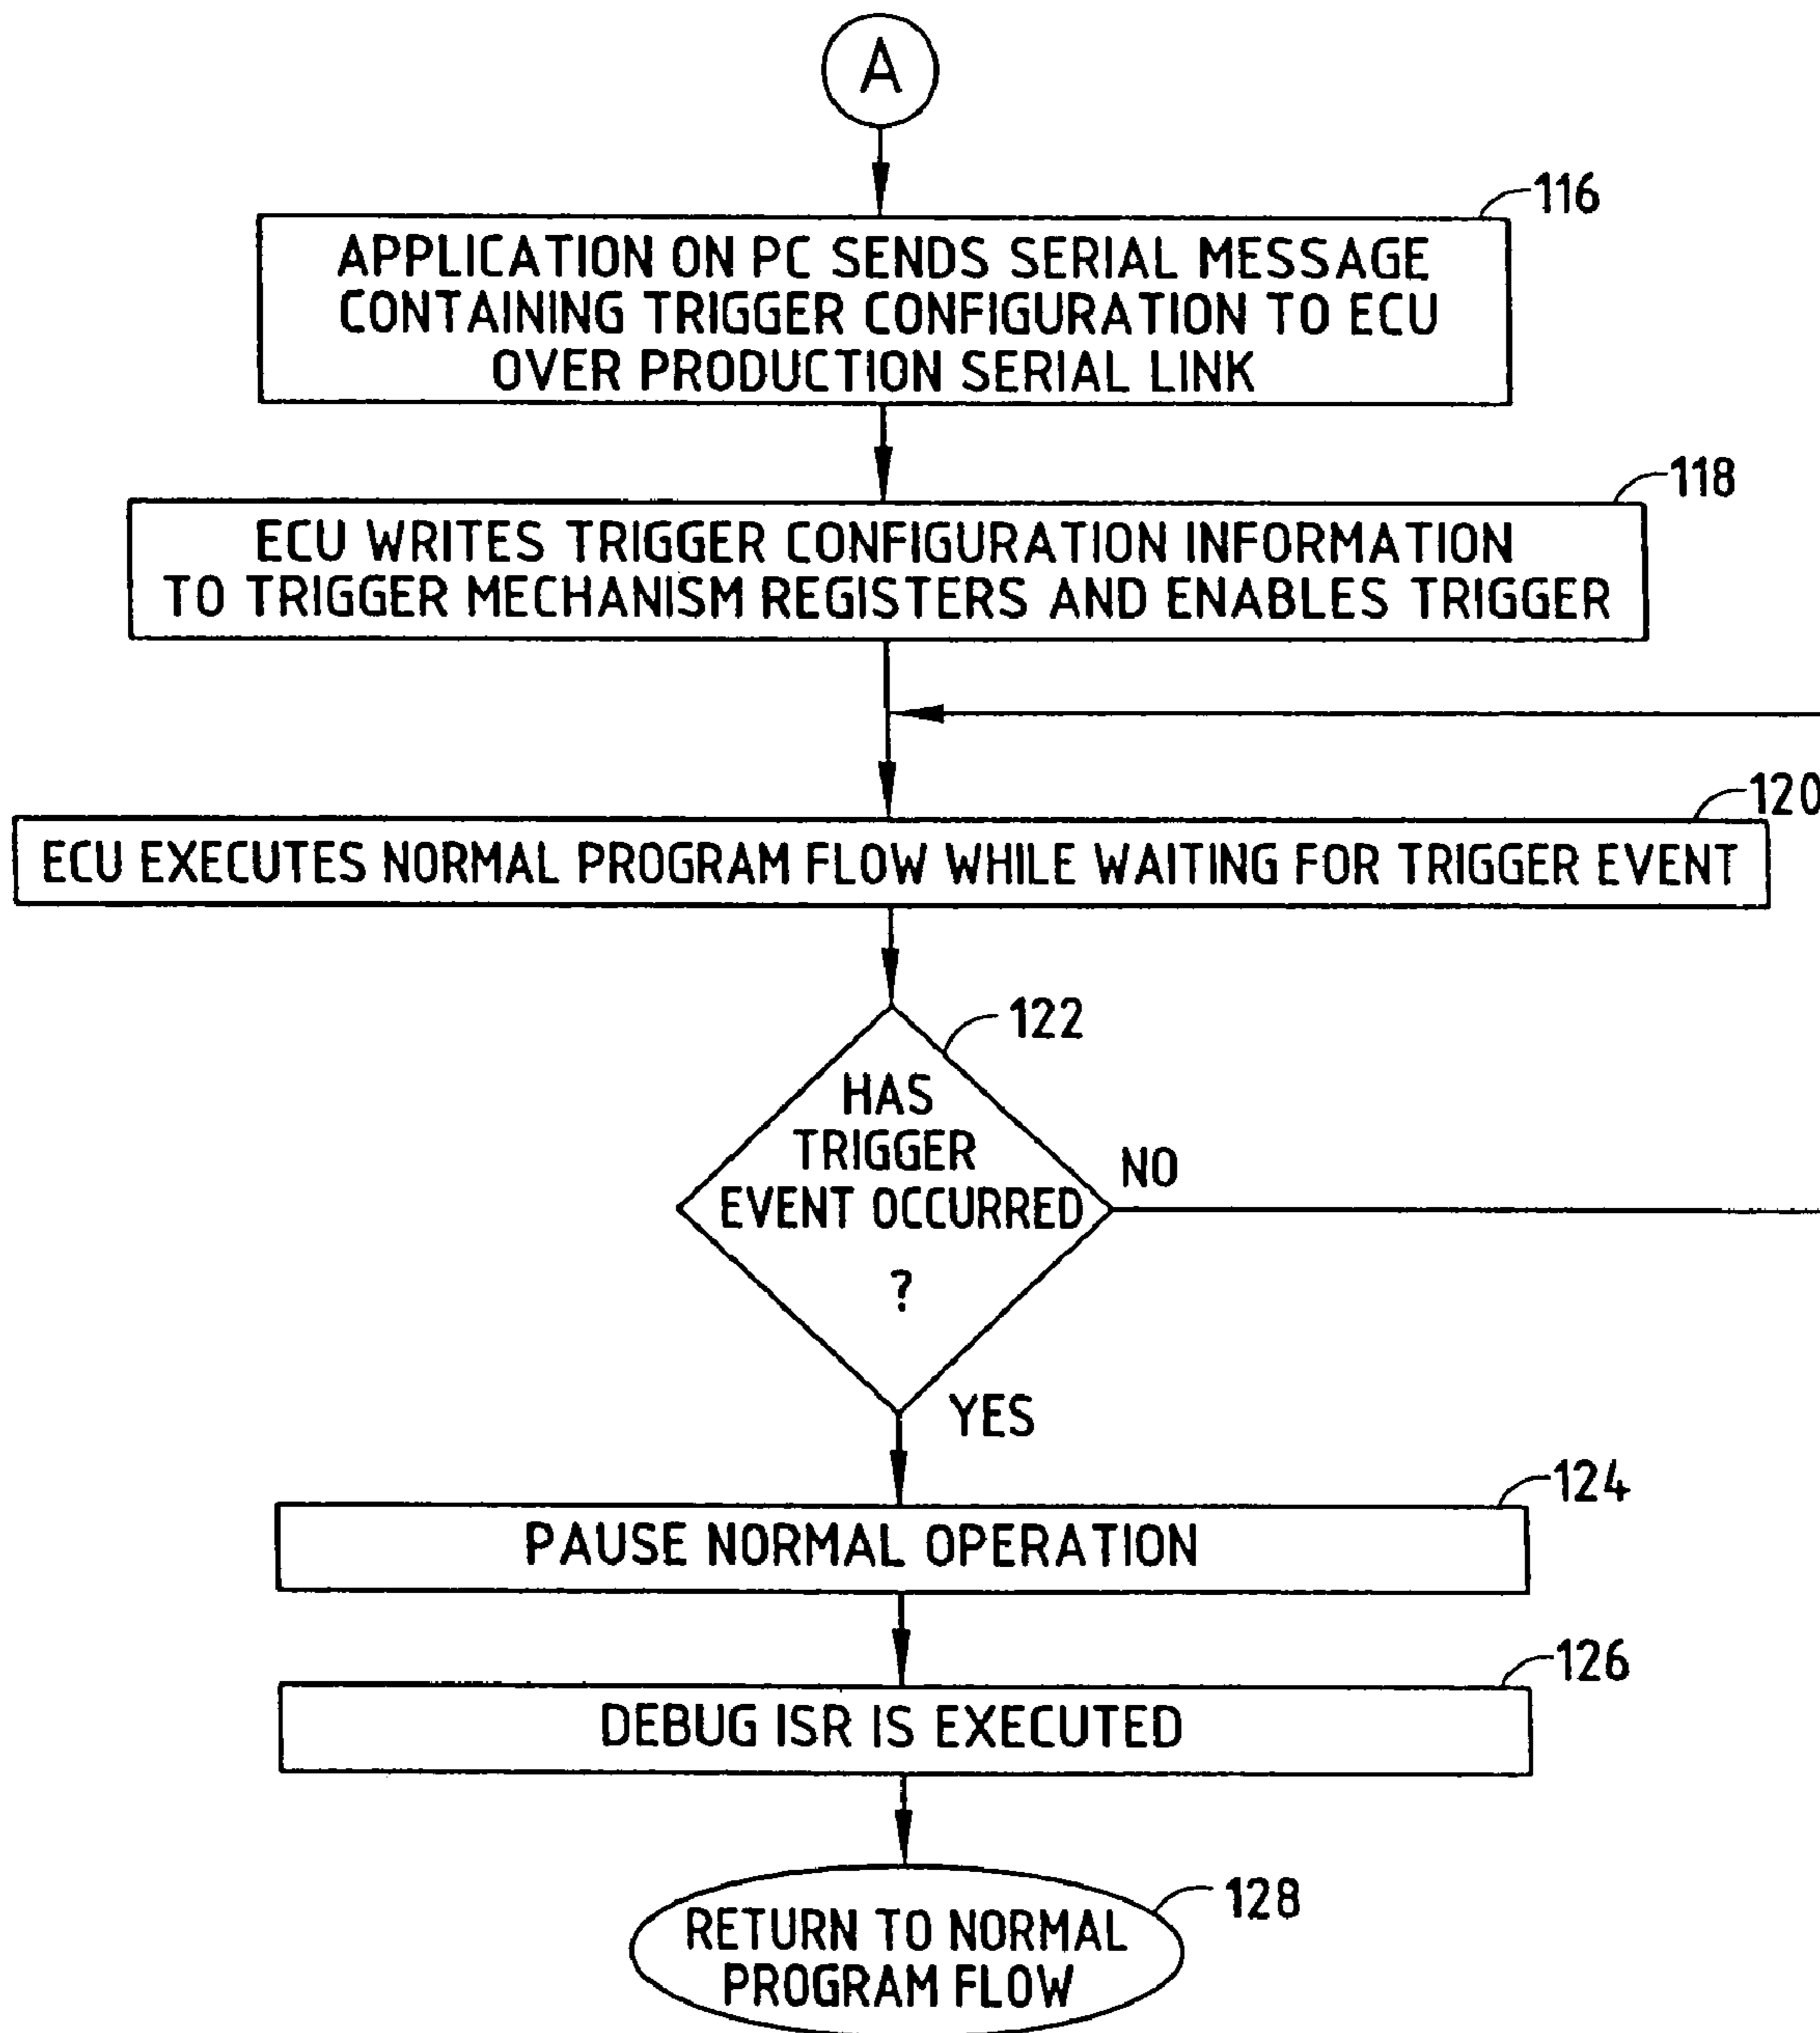 A
116
APPLICATION ON PC SENDS SERIAL MESSAGE
CONTAINING TRIGGER CONFIGURATION TO ECU
OVER PRODUCTION SERIAL LINK
118
ECU WRITES TRIGGER CONFIGURATION INFORMATION
TO TRIGGER MECHANISM REGISTERS AND ENABLES TRIGGER
120
ECU EXECUTES NORMAL PROGRAM FLOW WHILE WAITING FOR TRIGGER EVENT
122
HAS
TRIGGER
EVENT OCCURRED
?
NO
YES
124
PAUSE NORMAL OPERATION
126
DEBUG ISR IS EXECUTED
128
RETURN TO NORMAL
PROGRAM FLOW